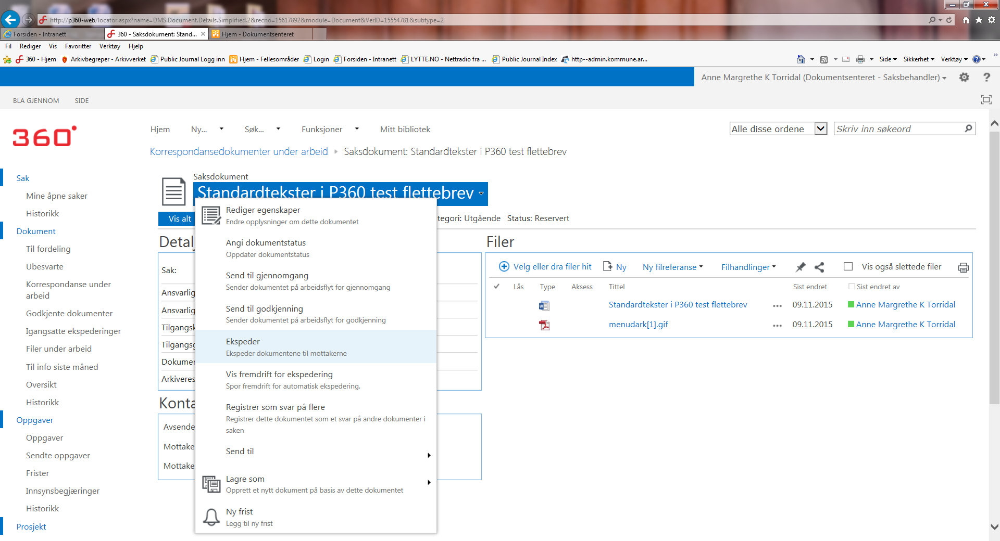 http://p360-web/locator.aspx?name=DMS.Document.Details.Simplified.2&recno=15617892&module=Document&VerID=15554781&subtype=2
Forsiden - Intranett
360 - Saksdokument: Stand...
Hjem - Dokumentsenteret
Fil Rediger Vis Favoritter Verktøy Hjelp
360 - Hjem Arkivbegreper - Arkivverket Public Journal Logg inn Hjem - Fellesområder Login Forsiden - Intranett LYTTE.NO - Nettradio fra ... Public Journal Index http--admin.kommune.ar... Side Sikkerhet Verktøy
Anne Margrethe K Torridal (Dokumentsenteret - Saksbehandler)
BLA GJENNOM SIDE
360°
Hjem Ny... Søk... Funksjoner Mitt bibliotek
Alle disse ordene
Skriv inn søkeord
Korrespondansedokumenter under arbeid Saksdokument: Standardtekster i P360 test flettebrev
Sak
Mine åpne saker
Historikk
Dokument
Til fordeling
Ubesvarte
Korrespondanse under
arbeid
Godkjente dokumenter
Igangsatte ekspederinger
Filer under arbeid
Til info siste måned
Oversikt
Historikk
Oppgaver
Oppgaver
Sendte oppgaver
Frister
Innsynsbegjæringer
Historikk
Prosjekt
Saksdokument
Standardtekster i P360 test flettebrev
Vis alt
tegori: Utgående Status: Reservert
Detalj
Sak:
Ansvarlig
Ansvarlig
Tilgangsk
Tilgangsg
Dokumen
Arkiveres
Konta
Avsende
Mottake
Mottake
Rediger egenskaper
Endre opplysninger om dette dokumentet
Angi dokumentstatus
Oppdater dokumentstatus
Send til gjennomgang
Sender dokumentet på arbeidsflyt for gjennomgang
Send til godkjenning
Sender dokumentet på arbeidsflyt for godkjenning
Ekspeder
Ekspeder dokumentene til mottakerne
Vis fremdrift for ekspedering
Spor fremdrift for automatisk ekspedering.
Registrer som svar på flere
Registrer dette dokumentet som et svar på andre dokumenter i
saken
Send til
Lagre som
Opprett et nytt dokument på basis av dette dokumentet
Ny frist
Legg til ny frist
Filer
Velg eller dra filer hit Ny Ny filreferanse Filhandlinger Vis også slettede filer
Lås Type Aksess Tittel Sist endret Sist endret av
Standardtekster i P360 test flettebrev ... 09.11.2015 Anne Margrethe K Torridal
menudark[1].gif ... 09.11.2015 Anne Margrethe K Torridal